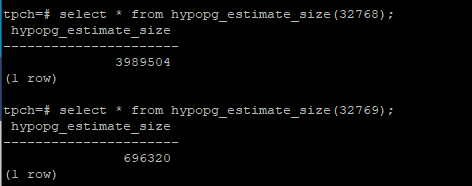 tpch=# select * from hypopg_estimate_size(32768);
hypopg_estimate_size
----------------------
3989504
(1 row)
tpch=# select * from hypopg_estimate_size(32769);
hypopg_estimate_size
----------------------
696320
(1 row)